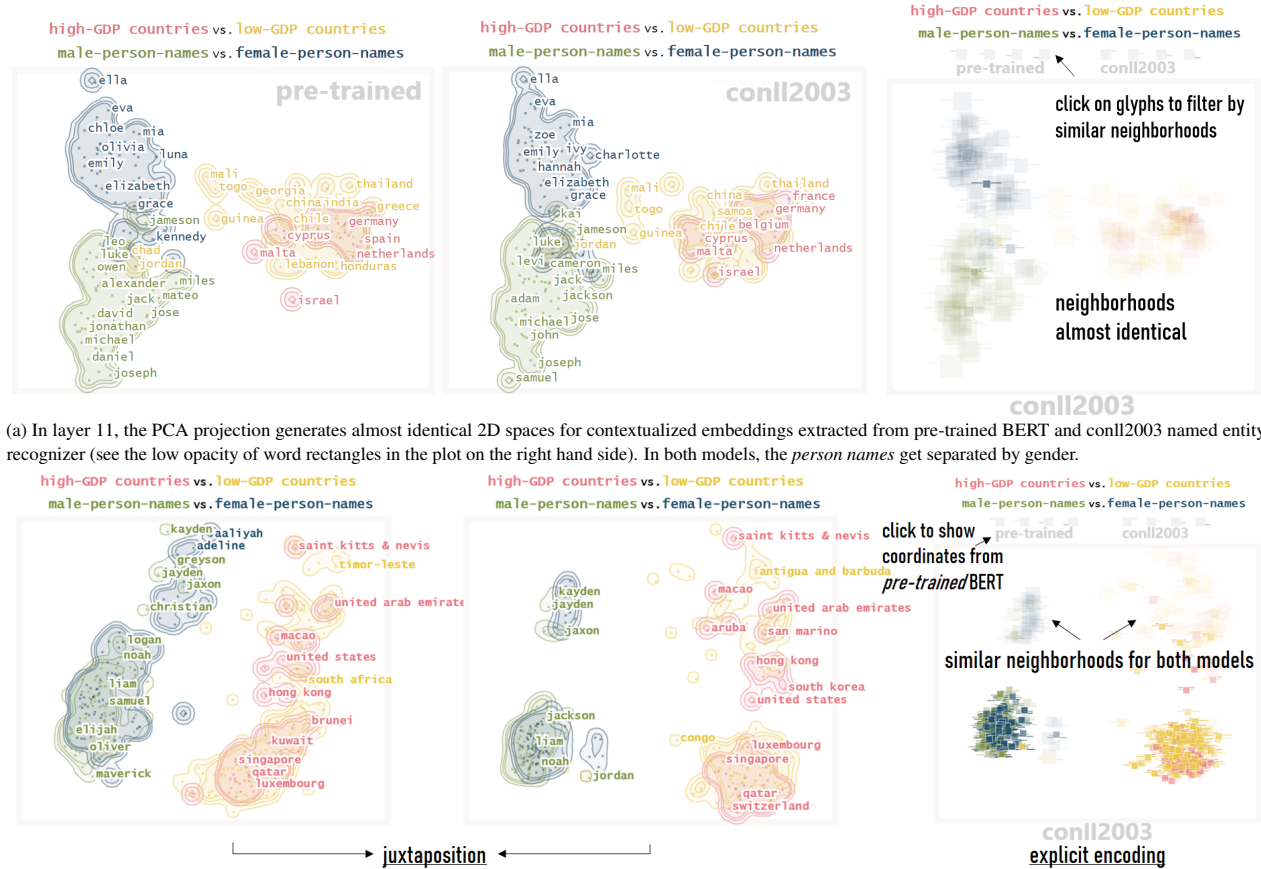 high-GDP countries vs. low-GDP countries
male-person-names vs. female-person-names
pre-trained
ella
eva
chloe
mia
olivia
luna
emily
elizabeth
grace
jameson
kennedy
leo
luke
chad
owen
jordan
alexander
miles
jack
mateo
david
jose
jonathan
michael
daniel
joseph
mali
togo
georgia
thailand
china
india
greece
guinea
chile
germany
cyprus
spain
malta
netherlands
lebanon
honduras
israel
high-GDP countries vs. low-GDP countries
male-person-names vs. female-person-names
conll2003
ella
eva
mia
zoe
emily
ivy
charlotte
hannah
elizabeth
grace
kai
jameson
luke
jordan
levi
cameron
miles
jack
adam
jackson
michael
jose
john
joseph
samuel
mali
togo
guinea
china
thailand
france
samoa
germany
chile
belgium
cyprus
malta
netherlands
israel
high-GDP countries vs. low-GDP countries
male-person-names vs. female-person-names
pre-trained
conll2003
click on glyphs to filter by
similar neighborhoods
neighborhoods
almost identical
conll2003
(a) In layer 11, the PCA projection generates almost identical 2D spaces for contextualized embeddings extracted from pre-trained BERT and conll2003 named entity
recognizer (see the low opacity of word rectangles in the plot on the right hand side). In both models, the person names get separated by gender.
high-GDP countries vs. low-GDP countries
male-person-names vs. female-person-names
kayden
aaliyah
adeline
greyson
jayden
jaxon
christian
logan
noah
liam
samuel
elijah
oliver
maverick
saint kitts & nevis
timor-leste
united arab emirate
macao
united states
south africa
hong kong
brunei
kuwait
singapore
qatar
luxembourg
high-GDP countries vs. low-GDP countries
male-person-names vs. female-person-names
kayden
jayden
jaxon
jackson
liam
noah
jordan
saint kitts & nevis
antigua and barbuda
macao
united arab emirates
aruba
san marino
hong kong
south korea
united states
congo
luxembourg
singapore
qatar
switzerland
high-GDP countries vs. low-GDP countries
male-person-names vs. female-person-names
click to show
coordinates from
pre-trained BERT
pre-trained
conll2003
similar neighborhoods for both models
conll2003
juxtaposition
explicit encoding